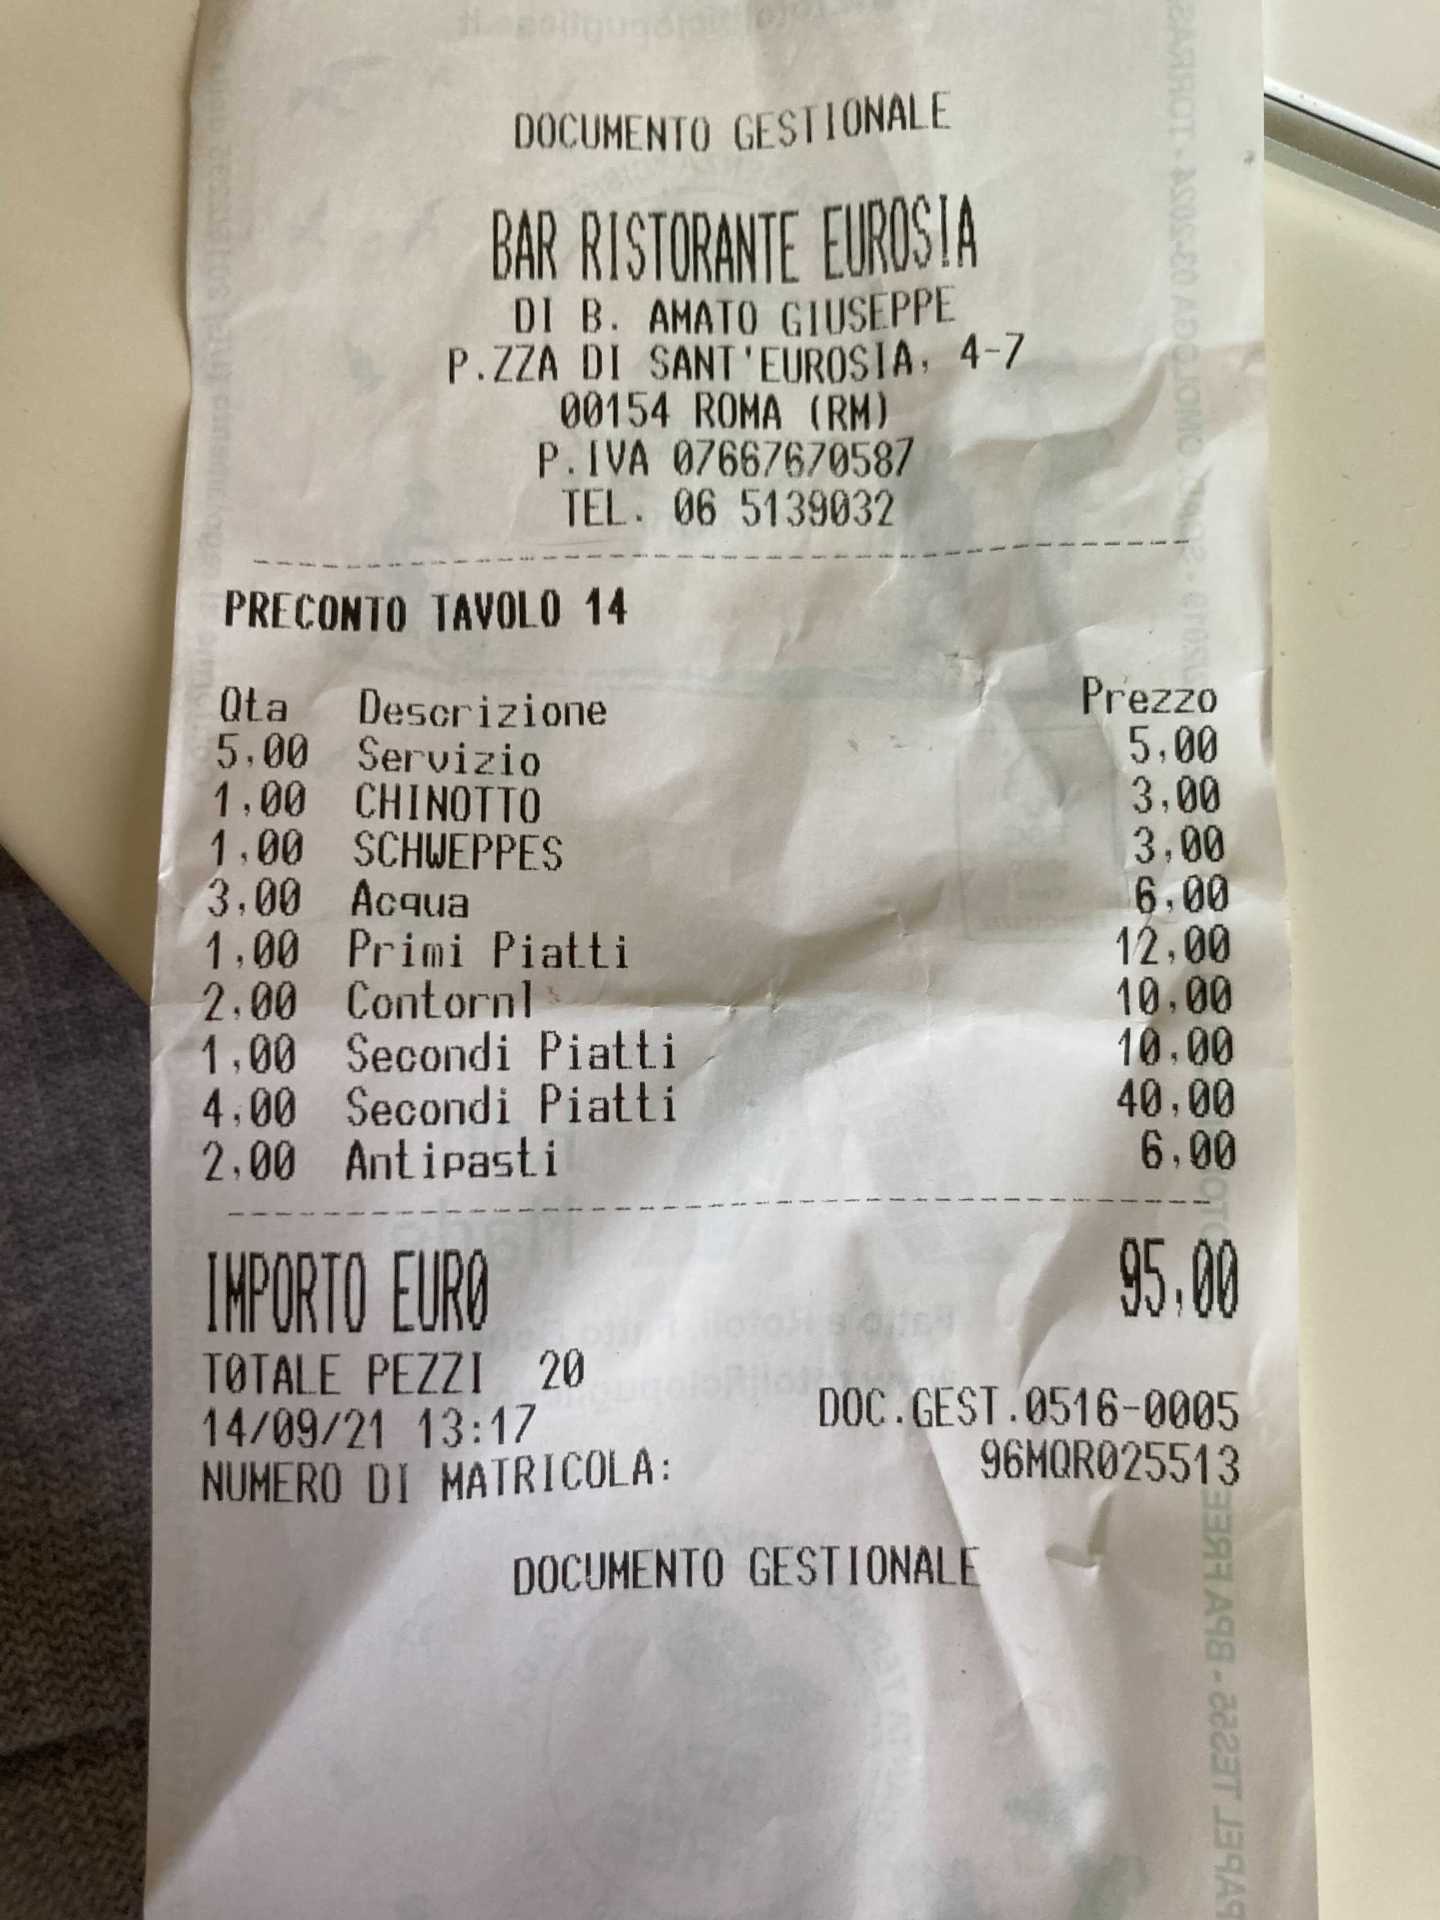 DOCUMENTO GESTIONALE
BAR RISTORANTE EUROSIA
DI B. AMATO GIUSEPPE
P.ZZA DI SANT'EUROSIA, 4-7
00154 ROMA (RM)
P.IVA 07667670587
TEL. 06 5139032
PRECONTO TAVOLO 14
Qta Descrizione Prezzo
5,00 Servizio 5,00
1,00 CHINOTTO 3,00
1,00 SCHWEPPES 3,00
3,00 Acqua 6,00
1,00 Primi Piatti 12,00
2,00 Contorni 10,00
1,00 Secondi Piatti 10,00
4,00 Secondi Piatti 40,00
2,00 Antipasti 6,00
IMPORTO EURO 95,00
TOTALE PEZZI 20
14/09/21 13:17 DOC.GEST.0516-0005
NUMERO DI MATRICOLA: 96MQR025513
DOCUMENTO GESTIONALE